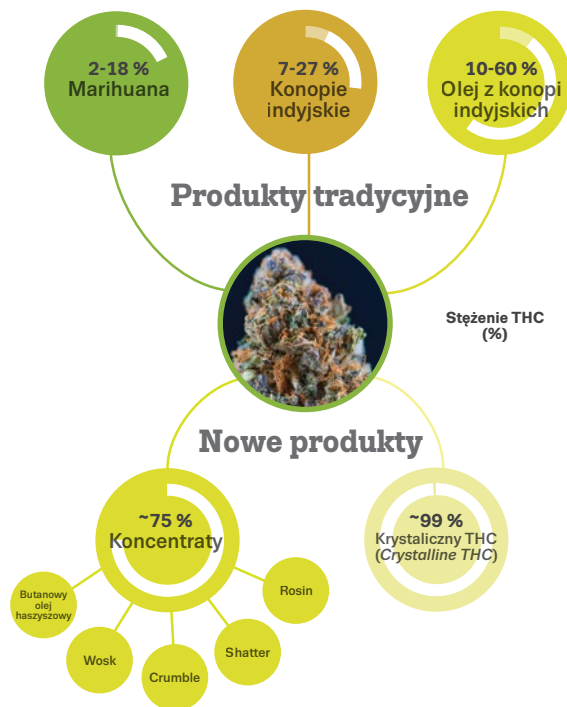 2-18 %
Marihuana
7-27 %
Konopie
indyjskie
10-60 %
Olej z konopi
indyjskich
Produkty tradycyjne
Stężenie THC
(%)
Nowe produkty
~75 %
Koncentraty
~99 %
Krystaliczny THC
(Crystalline THC)
Butanowy
olej
haszyszowy
Wosk
Crumble
Shatter
Rosin